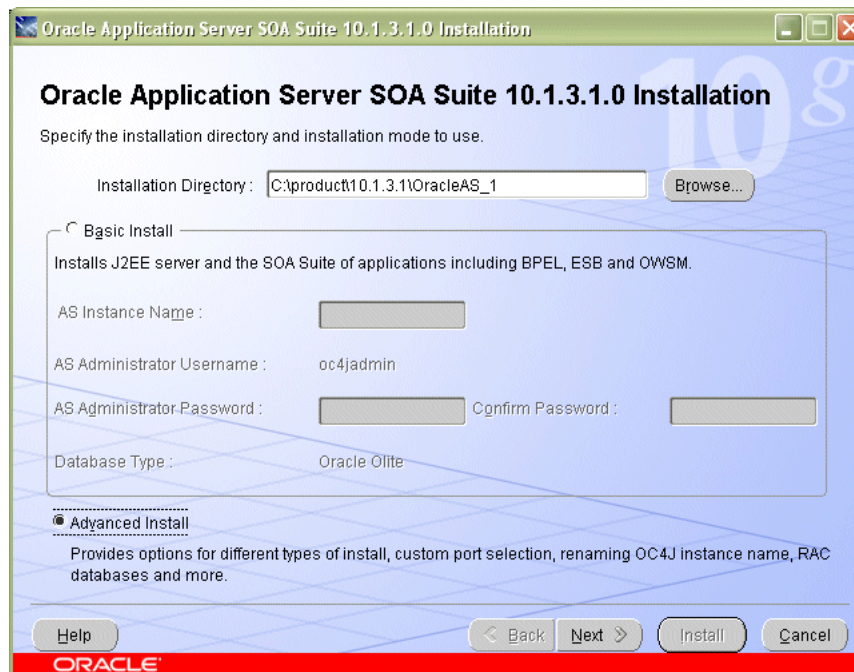 Oracle Application Server SOA Suite 10.1.3.1.0 Installation
10g
Oracle Application Server SOA Suite 10.1.3.1.0 Installation
Specify the installation directory and installation mode to use.
Installation Directory : C:\product\10.1.3.1\OracleAS_1 Browse...
Basic Install
Installs J2EE server and the SOA Suite of applications including BPEL, ESB and OWSM.
AS Instance Name :
AS Administrator Username : oc4jadmin
AS Administrator Password : Confirm Password :
Database Type : Oracle Olite
Advanced Install
Provides options for different types of install, custom port selection, renaming OC4J instance name, RAC
databases and more.
Help Back Next Install Cancel
ORACLE